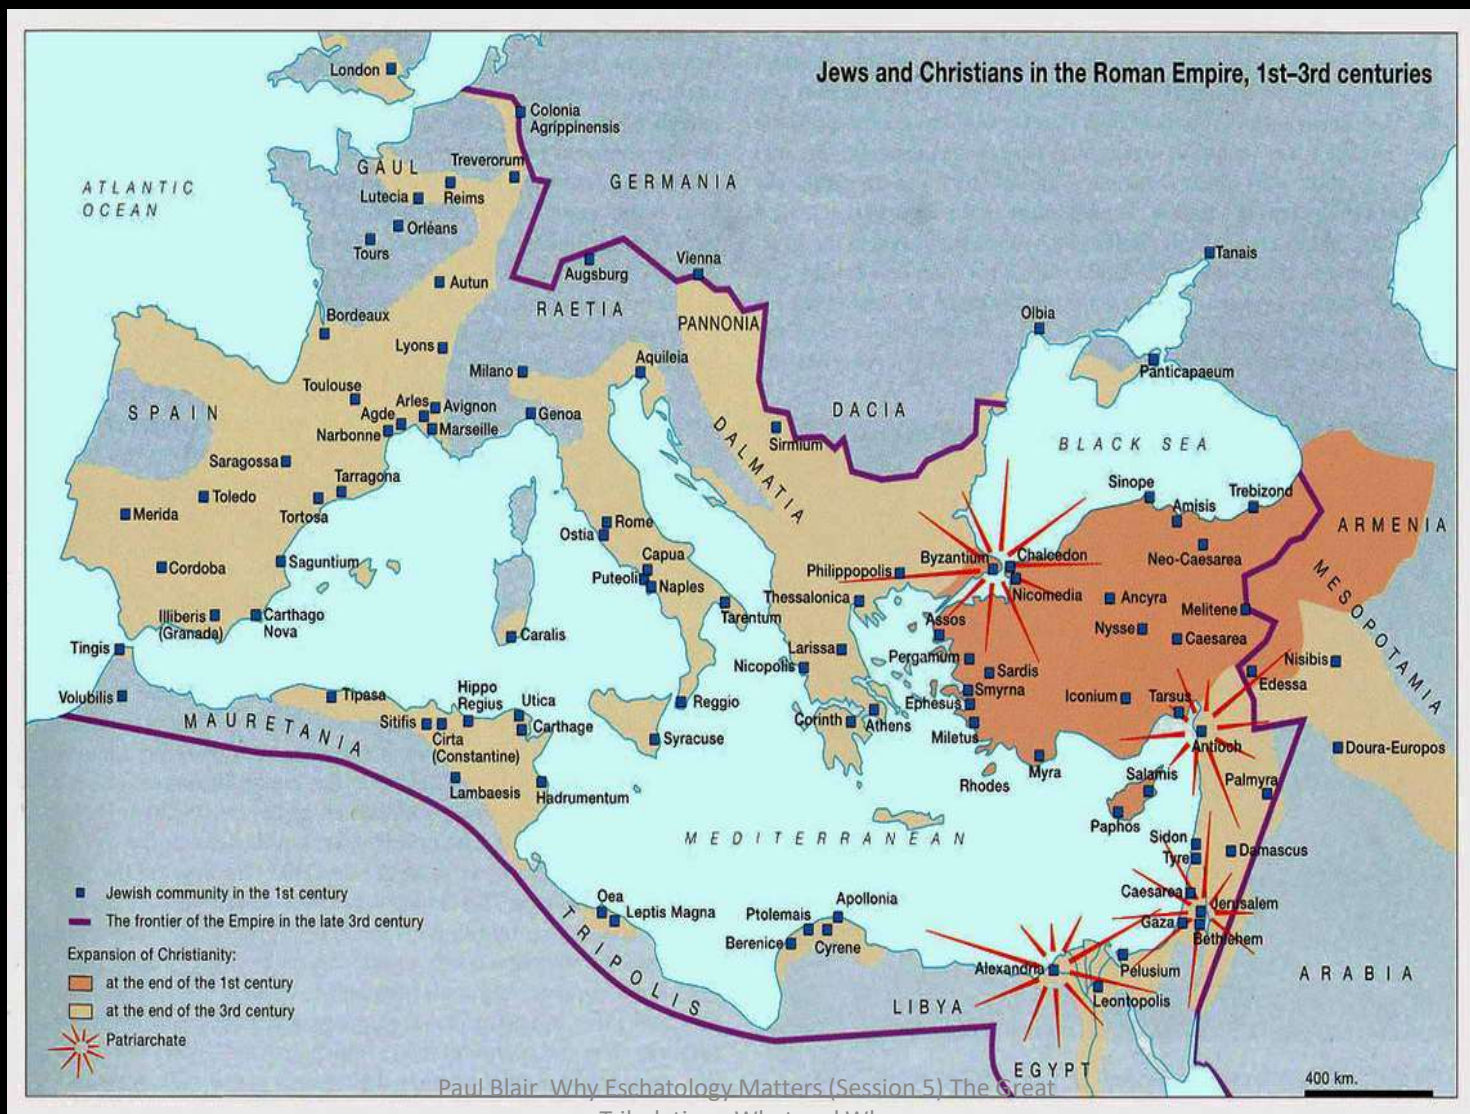 Jews and Christians in the Roman Empire, 1st–3rd centuries
London
Colonia
Agrippinensis
GAUL
Treverorum
GERMANIA
ATLANTIC
OCEAN
Lutecia
Reims
Orléans
Tours
Vienna
Tanais
Augsburg
Autun
RAETIA
Olbia
Bordeaux
PANNONIA
Lyons
Aquileia
Milano
Panticapaeum
Toulouse
SPAIN
Arles
Avignon
Agde
Genoa
DACIA
Narbonne
Marseille
DALMATIA
Sirmium
BLACK SEA
Saragossa
Tarragona
Sinope
Trebizond
Toledo
Amisis
Merida
Tortosa
Rome
Ostia
ARMENIA
Capua
Byzantium
Chalcedon
Neo-Caesarea
Cordoba
Saguntium
Philippopolis
MESOPOTAMIA
Puteoli
Naples
Thessalonica
Nicomedia
Ancyra
Melitene
Illiberis
(Granada)
Carthago
Nova
Tarentum
Assos
Nysse
Caesarea
Caralis
Tingis
Larissa
Pergamum
Nicopolis
Sardis
Nisibis
Edessa
Volubilis
Tipasa
Hippo
Regius
Utica
Reggio
Smyrna
Iconium
Tarsus
Ephesus
MAURETANIA
Sitifis
Carthage
Corinth
Athens
Cirta
(Constantine)
Syracuse
Miletus
Antioch
Doura-Europos
Lambaesis
Hadrumentum
Rhodes
Myra
Salamis
Palmyra
Paphos
MEDITERRANEAN
Sidon
Tyre
Damascus
Jewish community in the 1st century
Caesarea
Jerusalem
Oea
Leptis Magna
Apollonia
Ptolemais
Gaza
The frontier of the Empire in the late 3rd century
TRIPOLIS
Berenice
Cyrene
Bethlehem
Expansion of Christianity:
Alexandria
Pelusium
ARABIA
at the end of the 1st century
Leontopolis
at the end of the 3rd century
LIBYA
Patriarchate
EGYPT
400 km.
Paul Blair Why Eschatology Matters (Session 5) The Great